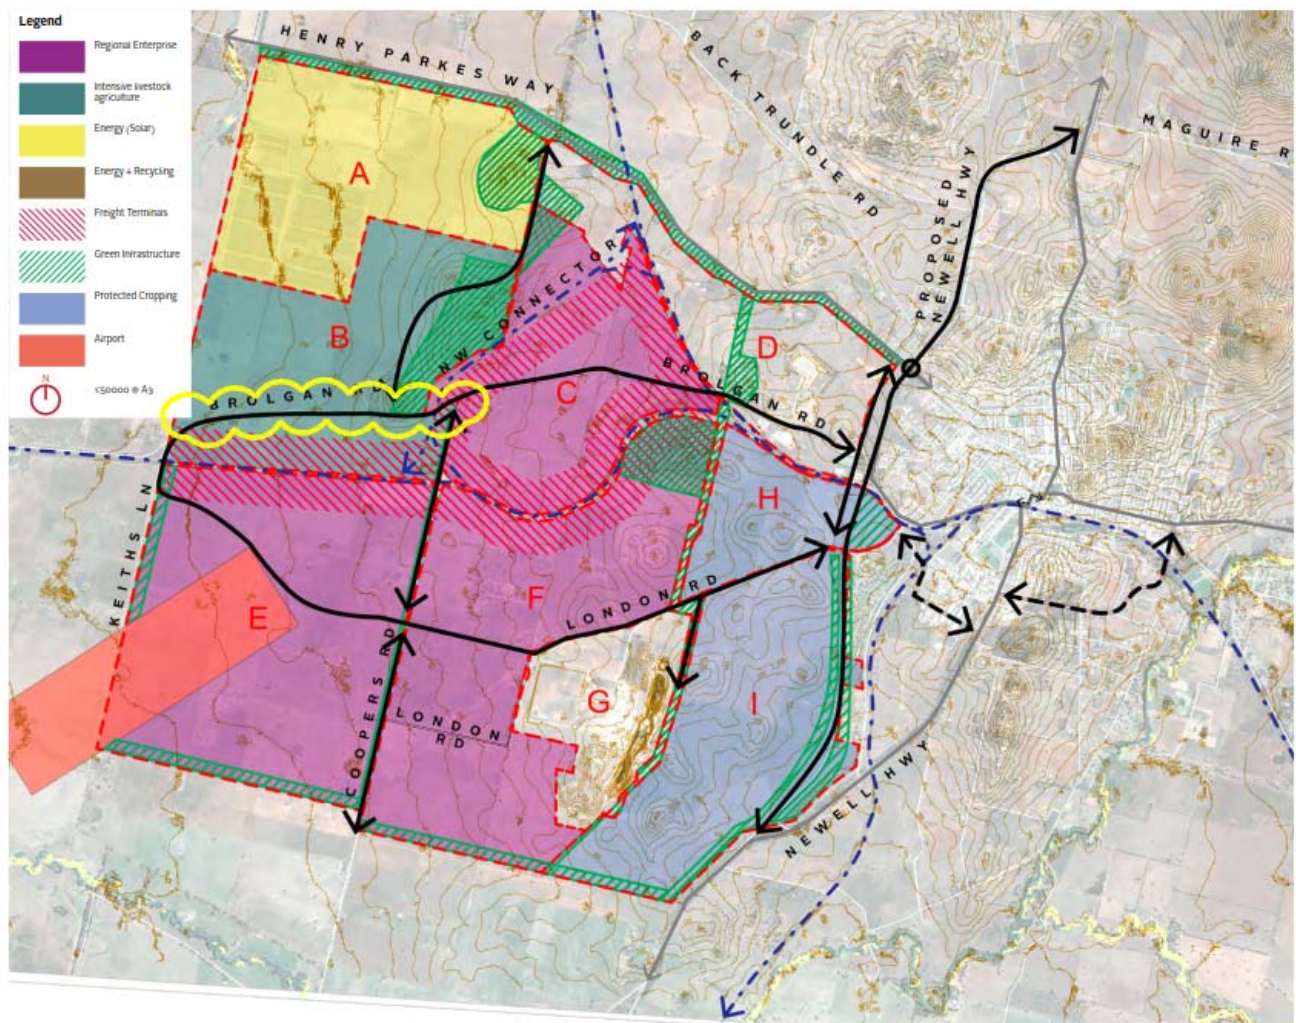 Legend
Regional Enterprise
Intensive livestock
agriculture
Energy (Solar)
Energy + Recycling
Freight Terminals
Green Infrastructure
Protected Cropping
Airport
N
1:50000 @ A3
HENRY PARKES WAY
BACK TRUNDLE RD
MAGUIRE R
PROPOSED
NEWELL HWY
A
B
NW CONNECTOR
C
D
BROLGAN RD
BROLGAN RD
KEITHS LN
E
F
H
LONDON RD
G
I
COOPERS RD
LONDON
RD
NEWELL HWY